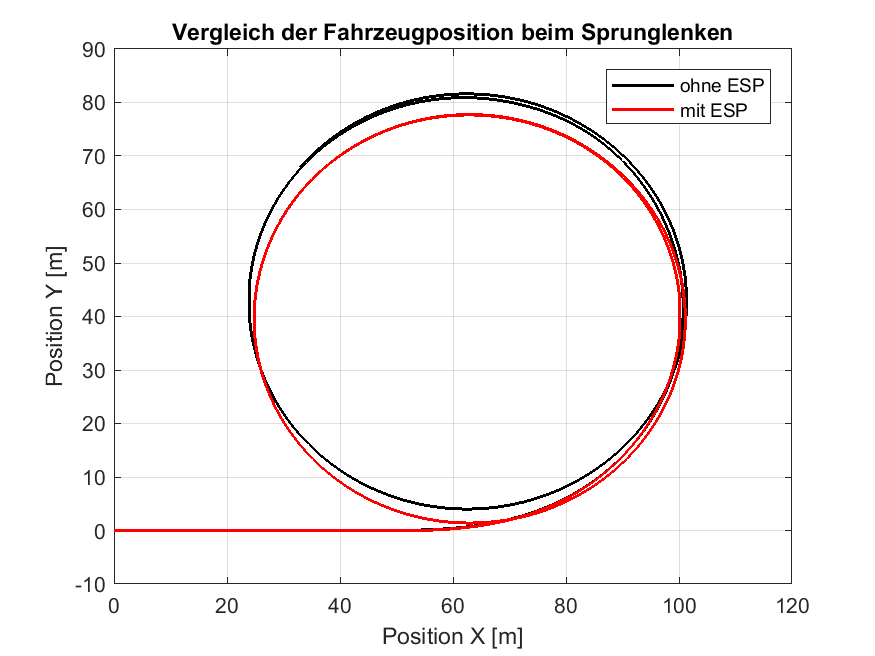 Vergleich der Fahrzeugposition beim Sprunglenken
90
80
70
60
50
40
30
20
10
0
-10
Position Y [m]
ohne ESP
mit ESP
0 20 40 60 80 100 120
Position X [m]